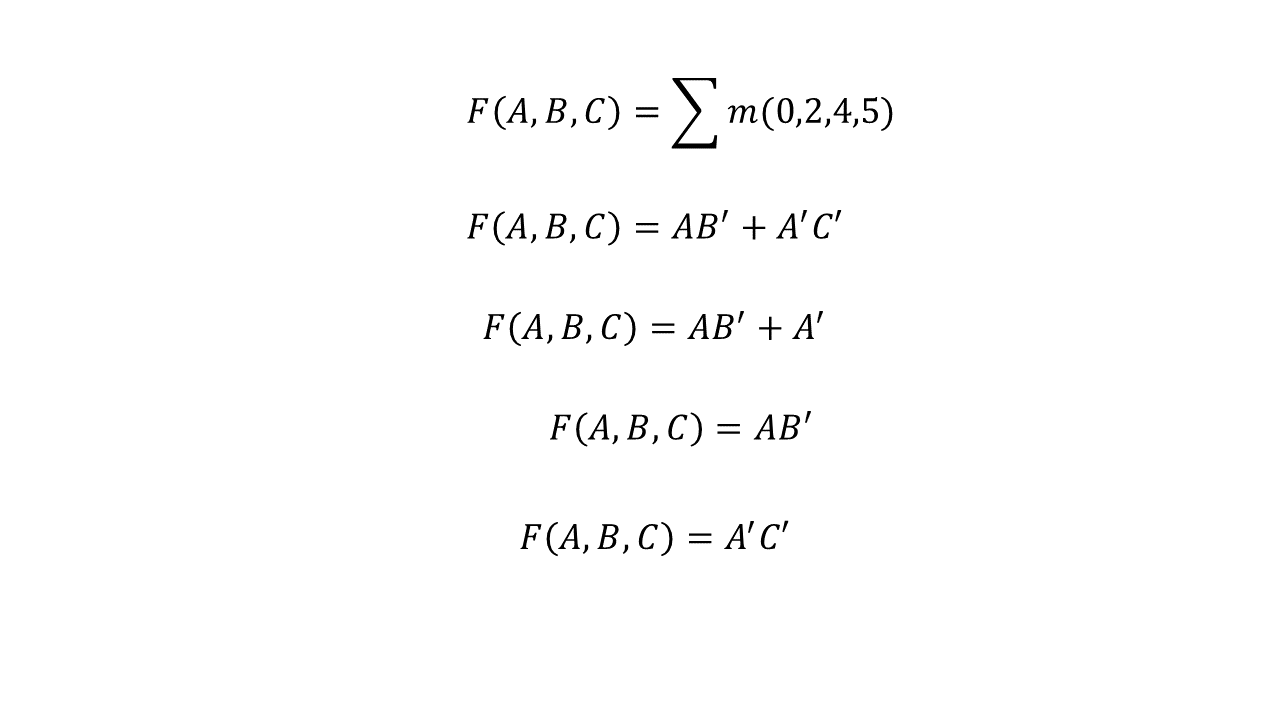 F(A, B, C) = ∑ m(0,2,4,5)
F(A, B, C) = AB′ + A′C′
F(A, B, C) = AB′ + A′
F(A, B, C) = AB′
F(A, B, C) = A′C′